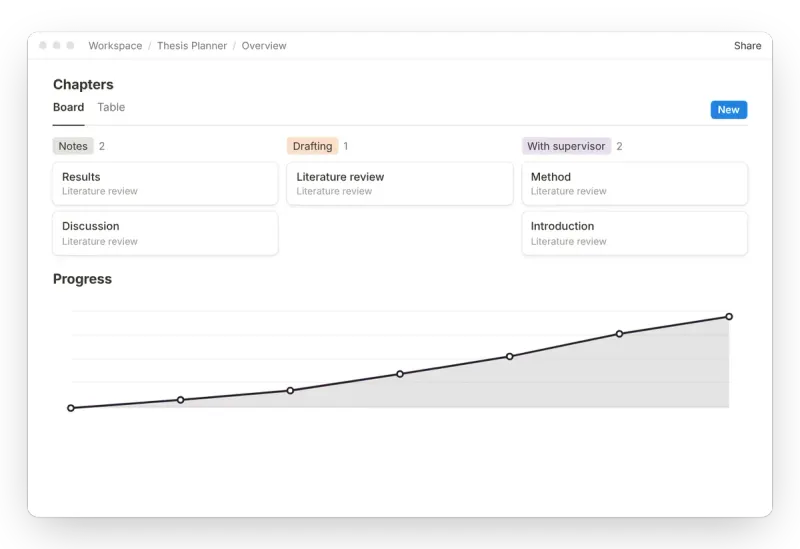 Workspace / Thesis Planner / Overview
Share
Chapters
Board Table
New
Notes 2
Results
Literature review
Discussion
Literature review
Drafting 1
Literature review
Literature review
With supervisor 2
Method
Literature review
Introduction
Literature review
Progress